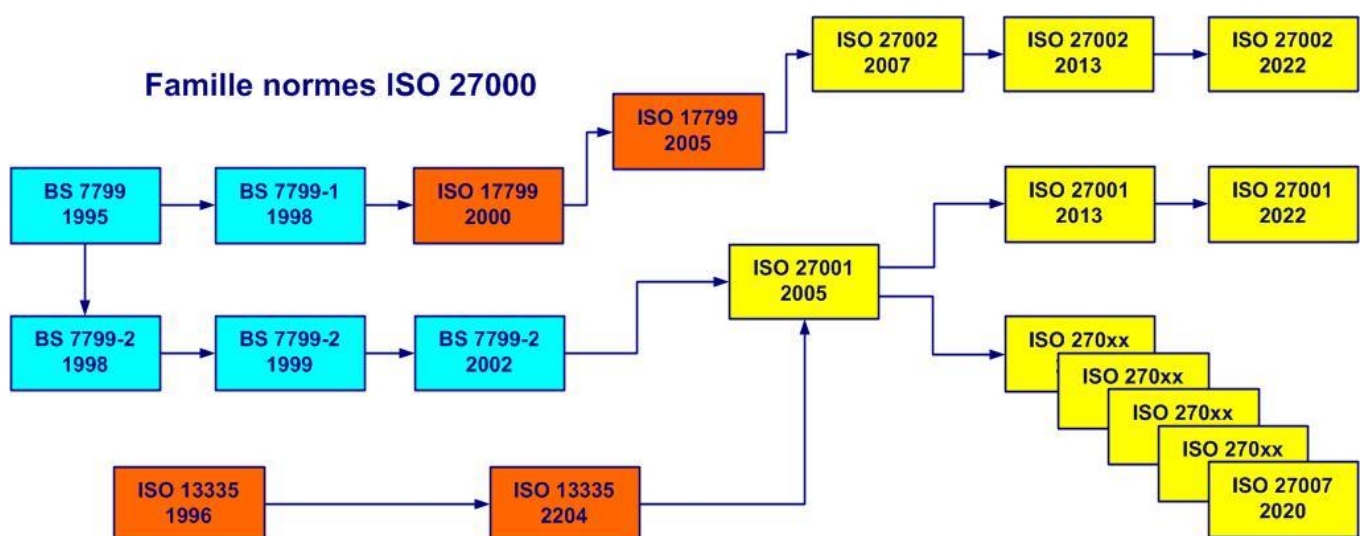 Famille normes ISO 27000
ISO 27002
2007
ISO 27002
2013
ISO 27002
2022
ISO 17799
2005
BS 7799
1995
BS 7799-1
1998
ISO 17799
2000
ISO 27001
2013
ISO 27001
2022
ISO 27001
2005
BS 7799-2
1998
BS 7799-2
1999
BS 7799-2
2002
ISO 270xx
ISO 270xx
ISO 270xx
ISO 270xx
ISO 27007
2020
ISO 13335
1996
ISO 13335
2204